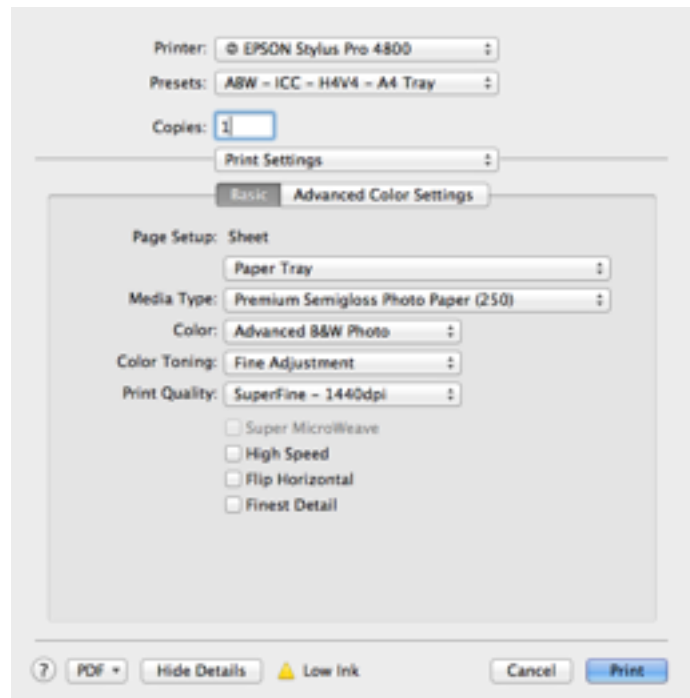 Printer: EPSON Stylus Pro 4800
Presets: ABW - ICC - H4V4 - A4 Tray
Copies: 1
Print Settings
Basic Advanced Color Settings
Page Setup: Sheet
Paper Tray
Media Type: Premium Semigloss Photo Paper (250)
Color: Advanced B&W Photo
Color Toning: Fine Adjustment
Print Quality: SuperFine - 1440dpi
Super MicroWeave
High Speed
Flip Horizontal
Finest Detail
? PDF Hide Details Low Ink Cancel Print